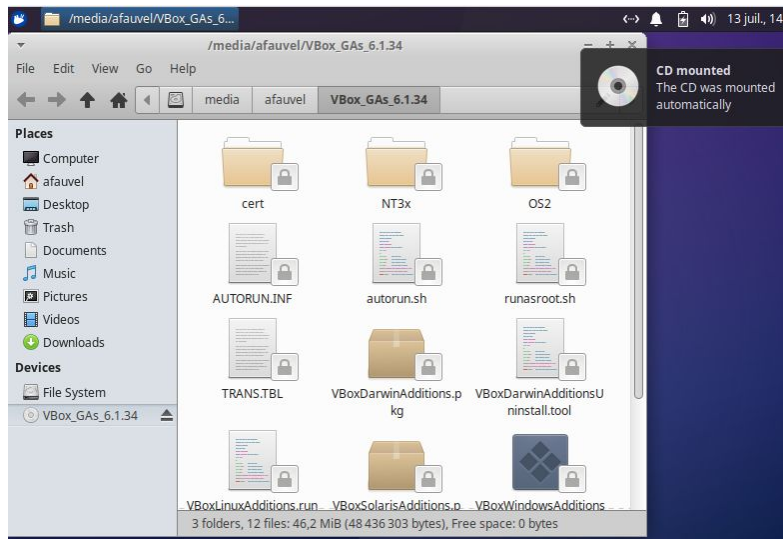 /media/afauvel/VBox_GAs_6...
13 juil., 14
/media/afauvel/VBox_GAs_6.1.34
File Edit View Go Help
media afauvel VBox_GAs_6.1.34
CD mounted
The CD was mounted
automatically
Places
Computer
afauvel
Desktop
Trash
Documents
Music
Pictures
Videos
Downloads
Devices
File System
VBox_GAs_6.1.34
cert NT3x OS2
AUTORUN.INF autorun.sh runasroot.sh
TRANS.TBL VBoxDarwinAdditions.p VBoxDarwinAdditionsU
kg ninstall.tool
VBoxLinuxAdditions.run VBoxSolarisAdditions.p VBoxWindowsAdditions
3 folders, 12 files: 46,2 MiB (48 436 303 bytes), Free space: 0 bytes